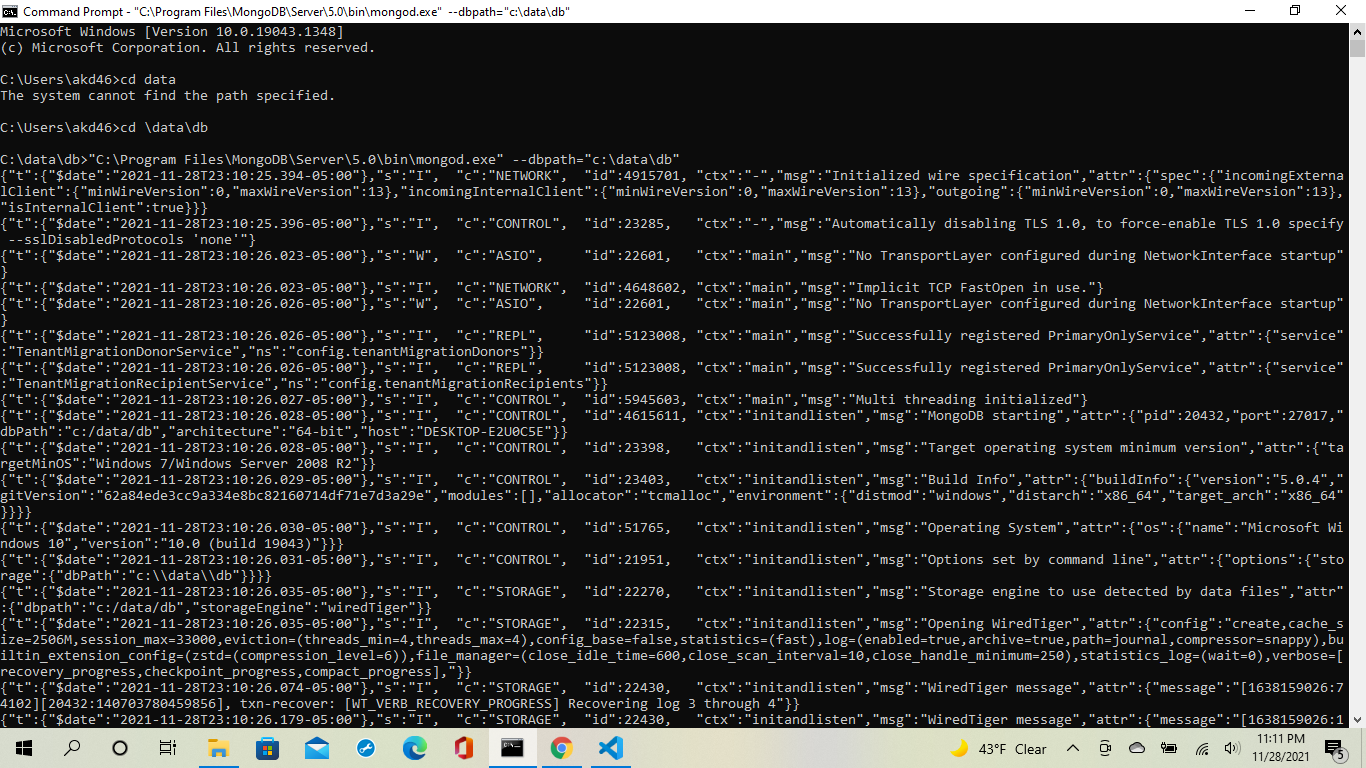 Command Prompt - "C:\Program Files\MongoDB\Server\5.0\bin\mongod.exe" --dbpath="c:\data\db"
Microsoft Windows [Version 10.0.19043.1348]
(c) Microsoft Corporation. All rights reserved.
C:\Users\akd46>cd data
The system cannot find the path specified.
C:\Users\akd46>cd \data\db
C:\data\db>"C:\Program Files\MongoDB\Server\5.0\bin\mongod.exe" --dbpath="c:\data\db"
{"t":{"$date":"2021-11-28T23:10:25.394-05:00"},"s":"I",  "c":"NETWORK",  "id":4915701, "ctx":"-","msg":"Initialized wire specification","attr":{"spec":{"incomingExterna
lClient":{"minWireVersion":0,"maxWireVersion":13},"incomingInternalClient":{"minWireVersion":0,"maxWireVersion":13},"outgoing":{"minWireVersion":0,"maxWireVersion":13},
"isInternalClient":true}}}
{"t":{"$date":"2021-11-28T23:10:25.396-05:00"},"s":"I",  "c":"CONTROL",  "id":23285,   "ctx":"-","msg":"Automatically disabling TLS 1.0, to force-enable TLS 1.0 specify
 --sslDisabledProtocols 'none'"}
{"t":{"$date":"2021-11-28T23:10:26.023-05:00"},"s":"W",  "c":"ASIO",     "id":22601,   "ctx":"main","msg":"No TransportLayer configured during NetworkInterface startup"
}
{"t":{"$date":"2021-11-28T23:10:26.023-05:00"},"s":"I",  "c":"NETWORK",  "id":4648602, "ctx":"main","msg":"Implicit TCP FastOpen in use."}
{"t":{"$date":"2021-11-28T23:10:26.026-05:00"},"s":"W",  "c":"ASIO",     "id":22601,   "ctx":"main","msg":"No TransportLayer configured during NetworkInterface startup"
}
{"t":{"$date":"2021-11-28T23:10:26.026-05:00"},"s":"I",  "c":"REPL",     "id":5123008, "ctx":"main","msg":"Successfully registered PrimaryOnlyService","attr":{"service"
:"TenantMigrationDonorService","ns":"config.tenantMigrationDonors"}}
{"t":{"$date":"2021-11-28T23:10:26.026-05:00"},"s":"I",  "c":"REPL",     "id":5123008, "ctx":"main","msg":"Successfully registered PrimaryOnlyService","attr":{"service"
:"TenantMigrationRecipientService","ns":"config.tenantMigrationRecipients"}}
{"t":{"$date":"2021-11-28T23:10:26.027-05:00"},"s":"I",  "c":"CONTROL",  "id":5945603, "ctx":"main","msg":"Multi threading initialized"}
{"t":{"$date":"2021-11-28T23:10:26.028-05:00"},"s":"I",  "c":"CONTROL",  "id":4615611, "ctx":"initandlisten","msg":"MongoDB starting","attr":{"pid":20432,"port":27017,"
dbPath":"c:/data/db","architecture":"64-bit","host":"DESKTOP-E2U0C5E"}}
{"t":{"$date":"2021-11-28T23:10:26.028-05:00"},"s":"I",  "c":"CONTROL",  "id":23398,   "ctx":"initandlisten","msg":"Target operating system minimum version","attr":{"ta
rgetMinOS":"Windows 7/Windows Server 2008 R2"}}
{"t":{"$date":"2021-11-28T23:10:26.029-05:00"},"s":"I",  "c":"CONTROL",  "id":23403,   "ctx":"initandlisten","msg":"Build Info","attr":{"buildInfo":{"version":"5.0.4","
gitVersion":"62a84ede3cc9a334e8bc82160714df71e7d3a29e","modules":[],"allocator":"tcmalloc","environment":{"distmod":"windows","distarch":"x86_64","target_arch":"x86_64"
}}}}
{"t":{"$date":"2021-11-28T23:10:26.030-05:00"},"s":"I",  "c":"CONTROL",  "id":51765,   "ctx":"initandlisten","msg":"Operating System","attr":{"os":{"name":"Microsoft Wi
ndows 10","version":"10.0 (build 19043)"}}}
{"t":{"$date":"2021-11-28T23:10:26.031-05:00"},"s":"I",  "c":"CONTROL",  "id":21951,   "ctx":"initandlisten","msg":"Options set by command line","attr":{"options":{"sto
rage":{"dbPath":"c:\\data\\db"}}}}
{"t":{"$date":"2021-11-28T23:10:26.035-05:00"},"s":"I",  "c":"STORAGE",  "id":22270,   "ctx":"initandlisten","msg":"Storage engine to use detected by data files","attr"
:{"dbpath":"c:/data/db","storageEngine":"wiredTiger"}}
{"t":{"$date":"2021-11-28T23:10:26.035-05:00"},"s":"I",  "c":"STORAGE",  "id":22315,   "ctx":"initandlisten","msg":"Opening WiredTiger","attr":{"config":"create,cache_s
ize=2506M,session_max=33000,eviction=(threads_min=4,threads_max=4),config_base=false,statistics=(fast),log=(enabled=true,archive=true,path=journal,compressor=snappy),bu
iltin_extension_config=(zstd=(compression_level=6)),file_manager=(close_idle_time=600,close_scan_interval=10,close_handle_minimum=250),statistics_log=(wait=0),verbose=[
recovery_progress,checkpoint_progress,compact_progress],"}}
{"t":{"$date":"2021-11-28T23:10:26.074-05:00"},"s":"I",  "c":"STORAGE",  "id":22430,   "ctx":"initandlisten","msg":"WiredTiger message","attr":{"message":"[1638159026:7
4102][20432:140703780459856], txn-recover: [WT_VERB_RECOVERY_PROGRESS] Recovering log 3 through 4"}}
{"t":{"$date":"2021-11-28T23:10:26.179-05:00"},"s":"I",  "c":"STORAGE",  "id":22430,   "ctx":"initandlisten","msg":"WiredTiger message","attr":{"message":"[1638159026:1
43°F Clear
11:11 PM
11/28/2021
5